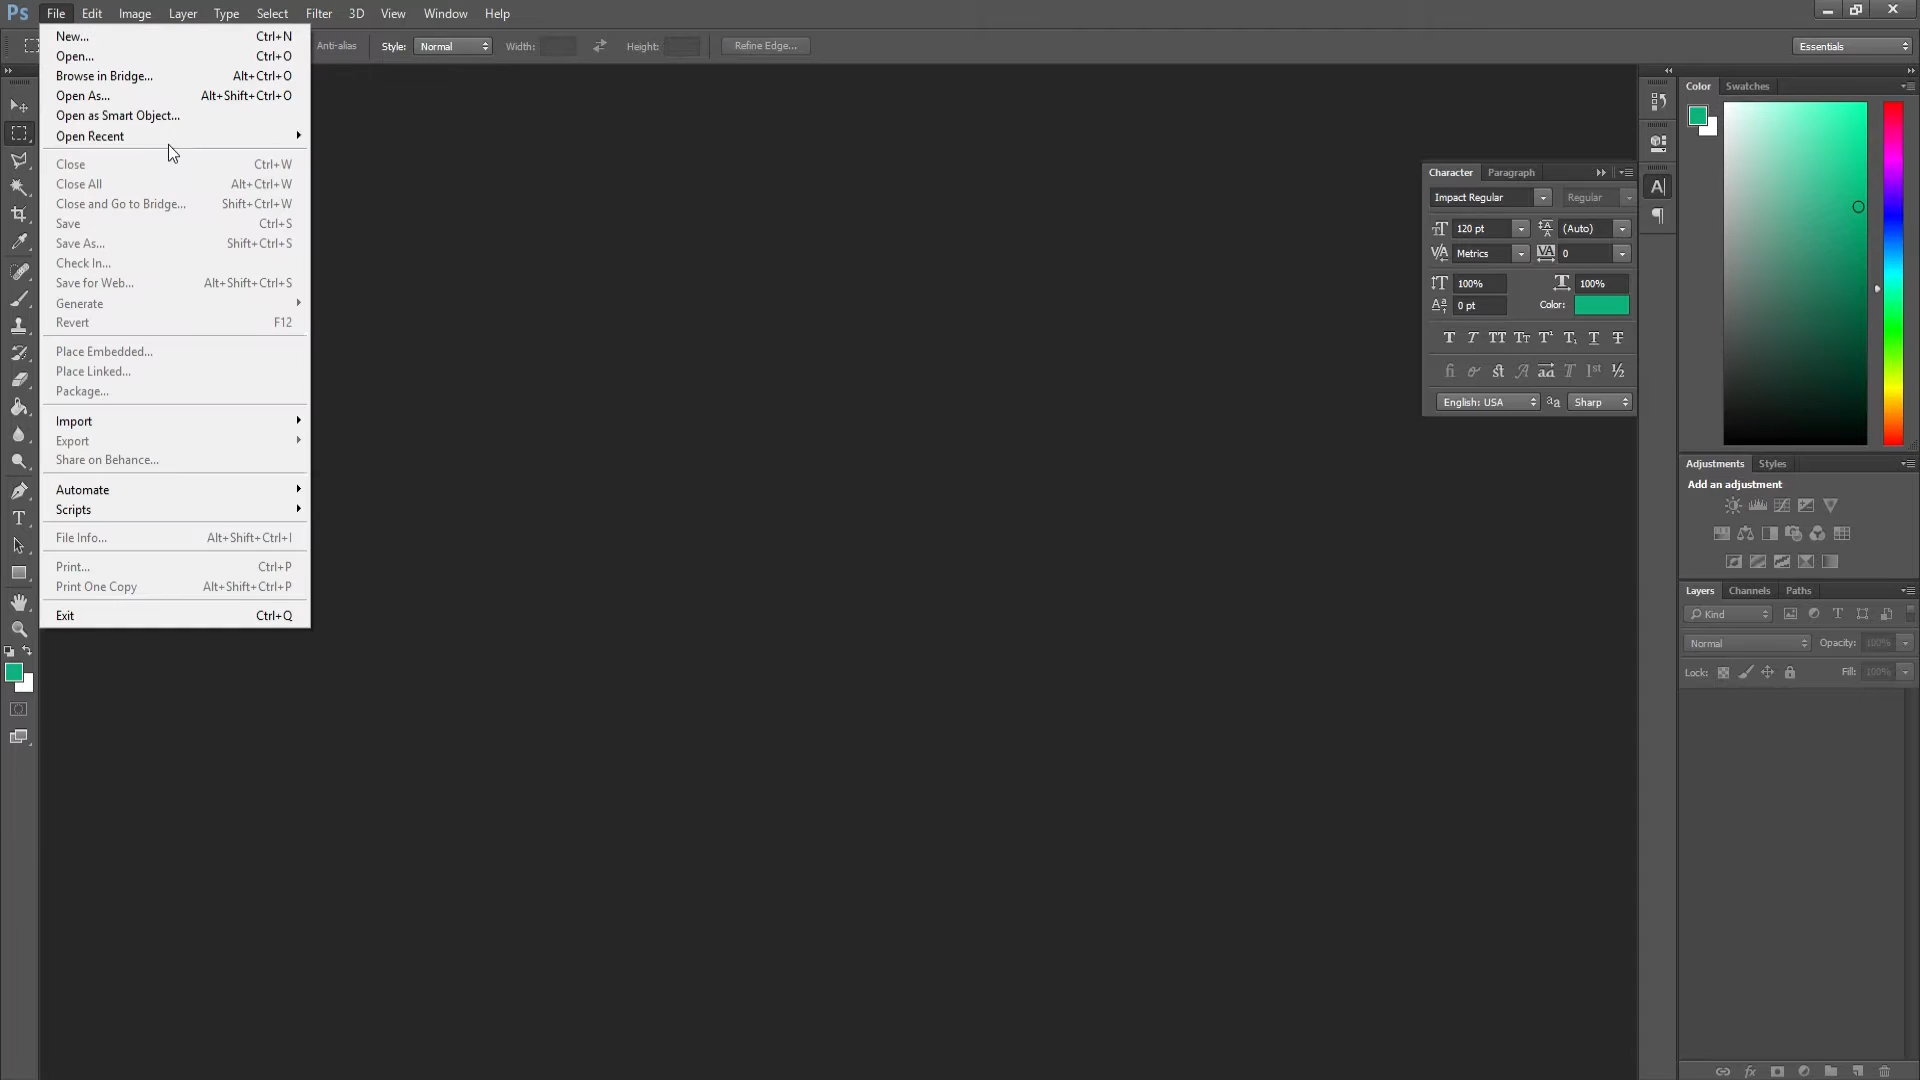 Ps File Edit Image Layer Type Select Filter 3D View Window Help
Anti-alias Style: Normal Width: Height: Refine Edge... Essentials
New... Ctrl+N
Open... Ctrl+O
Browse in Bridge... Alt+Ctrl+O
Open As... Alt+Shift+Ctrl+O
Open as Smart Object...
Open Recent
Close Ctrl+W
Close All Alt+Ctrl+W
Close and Go to Bridge... Shift+Ctrl+W
Save Ctrl+S
Save As... Shift+Ctrl+S
Check In...
Save for Web... Alt+Shift+Ctrl+S
Generate
Revert F12
Place Embedded...
Place Linked...
Package...
Import
Export
Share on Behance...
Automate
Scripts
File Info... Alt+Shift+Ctrl+I
Print... Ctrl+P
Print One Copy Alt+Shift+Ctrl+P
Exit Ctrl+Q
Character Paragraph
Impact Regular Regular
120 pt (Auto)
Metrics 0
100% 100%
0 pt Color:
English: USA Sharp
Color Swatches
Adjustments Styles
Add an adjustment
Layers Channels Paths
Kind
Normal Opacity: 100%
Lock: Fill: 100%